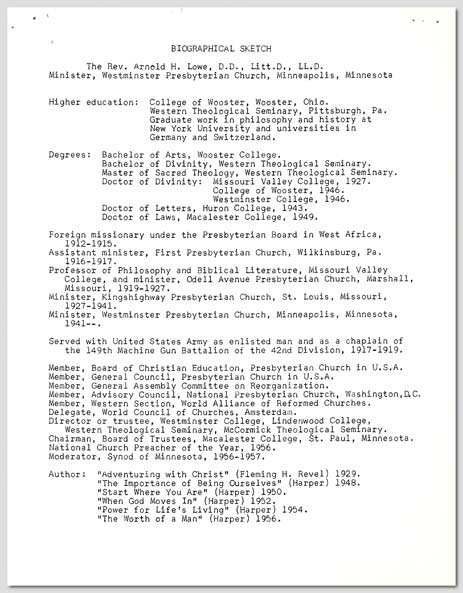 BIOGRAPHICAL SKETCH
The Rev. Arnold H. Lowe, D.D., Litt.D., LL.D.
Minister, Westminster Presbyterian Church, Minneapolis, Minnesota
Higher education: College of Wooster, Wooster, Ohio.
Western Theological Seminary, Pittsburgh, Pa.
Graduate work in philosophy and history at
New York University and universities in
Germany and Switzerland.
Degrees: Bachelor of Arts, Wooster College.
Bachelor of Divinity, Western Theological Seminary.
Master of Sacred Theology, Western Theological Seminary.
Doctor of Divinity: Missouri Valley College, 1927.
College of Wooster, 1946.
Westminster College, 1946.
Doctor of Letters, Huron College, 1943.
Doctor of Laws, Macalester College, 1949.
Foreign missionary under the Presbyterian Board in West Africa,
1912-1915.
Assistant minister, First Presbyterian Church, Wilkinsburg, Pa.
1916-1917.
Professor of Philosophy and Biblical Literature, Missouri Valley
College, and minister, Odell Avenue Presbyterian Church, Marshall,
Missouri, 1919-1927.
Minister, Kingshighway Presbyterian Church, St. Louis, Missouri,
1927-1941.
Minister, Westminster Presbyterian Church, Minneapolis, Minnesota,
1941--.
Served with United States Army as enlisted man and as a chaplain of
the 149th Machine Gun Battalion of the 42nd Division, 1917-1919.
Member, Board of Christian Education, Presbyterian Church in U.S.A.
Member, General Council, Presbyterian Church in U.S.A.
Member, General Assembly Committee on Reorganization.
Member, Advisory Council, National Presbyterian Church, Washington,D.C.
Member, Western Section, World Alliance of Reformed Churches.
Delegate, World Council of Churches, Amsterdam.
Director or trustee, Westminster College, Lindenwood College,
Western Theological Seminary, McCormick Theological Seminary.
Chairman, Board of Trustees, Macalester College, St. Paul, Minnesota.
National Church Preacher of the Year, 1956.
Moderator, Synod of Minnesota, 1956-1957.
Author: "Adventuring with Christ" (Fleming H. Revel) 1929.
"The Importance of Being Ourselves" (Harper) 1948.
"Start Where You Are" (Harper) 1950.
"When God Moves In" (Harper) 1952.
"Power for Life's Living" (Harper) 1954.
"The Worth of a Man" (Harper) 1956.